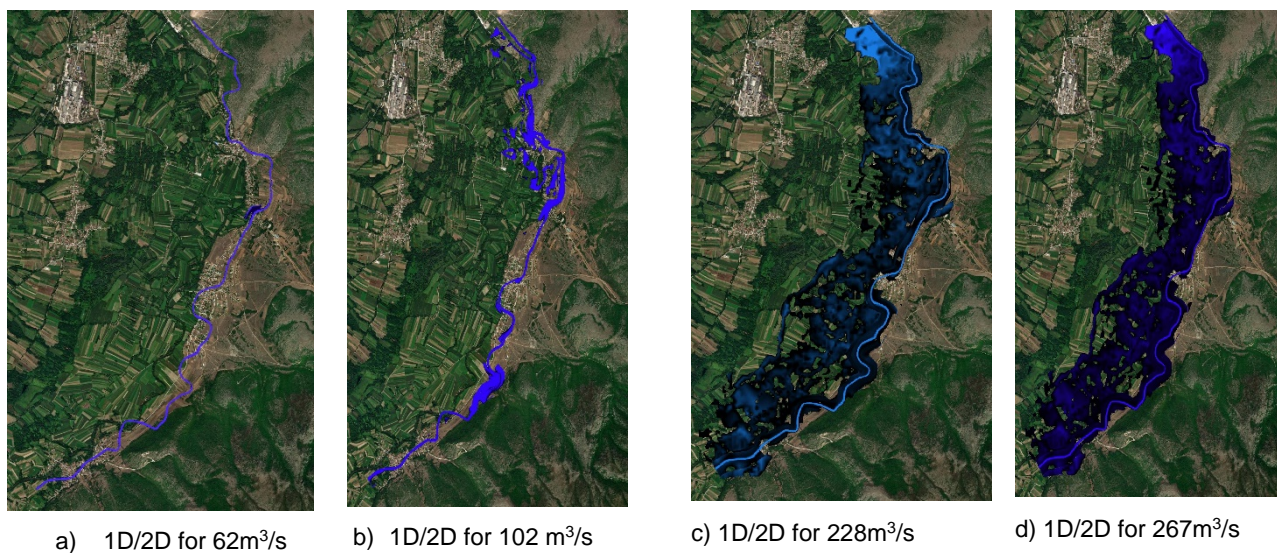 a) 1D/2D for 62m³/s
b) 1D/2D for 102 m³/s
c) 1D/2D for 228m³/s
d) 1D/2D for 267m³/s